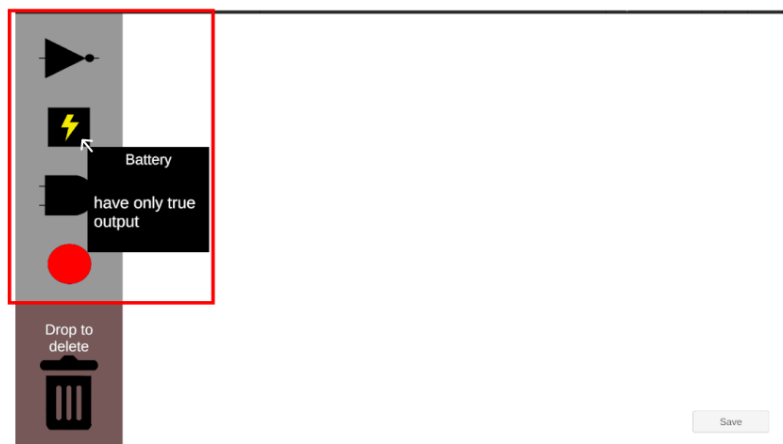 Battery
have only true
output
Drop to
delete
Save